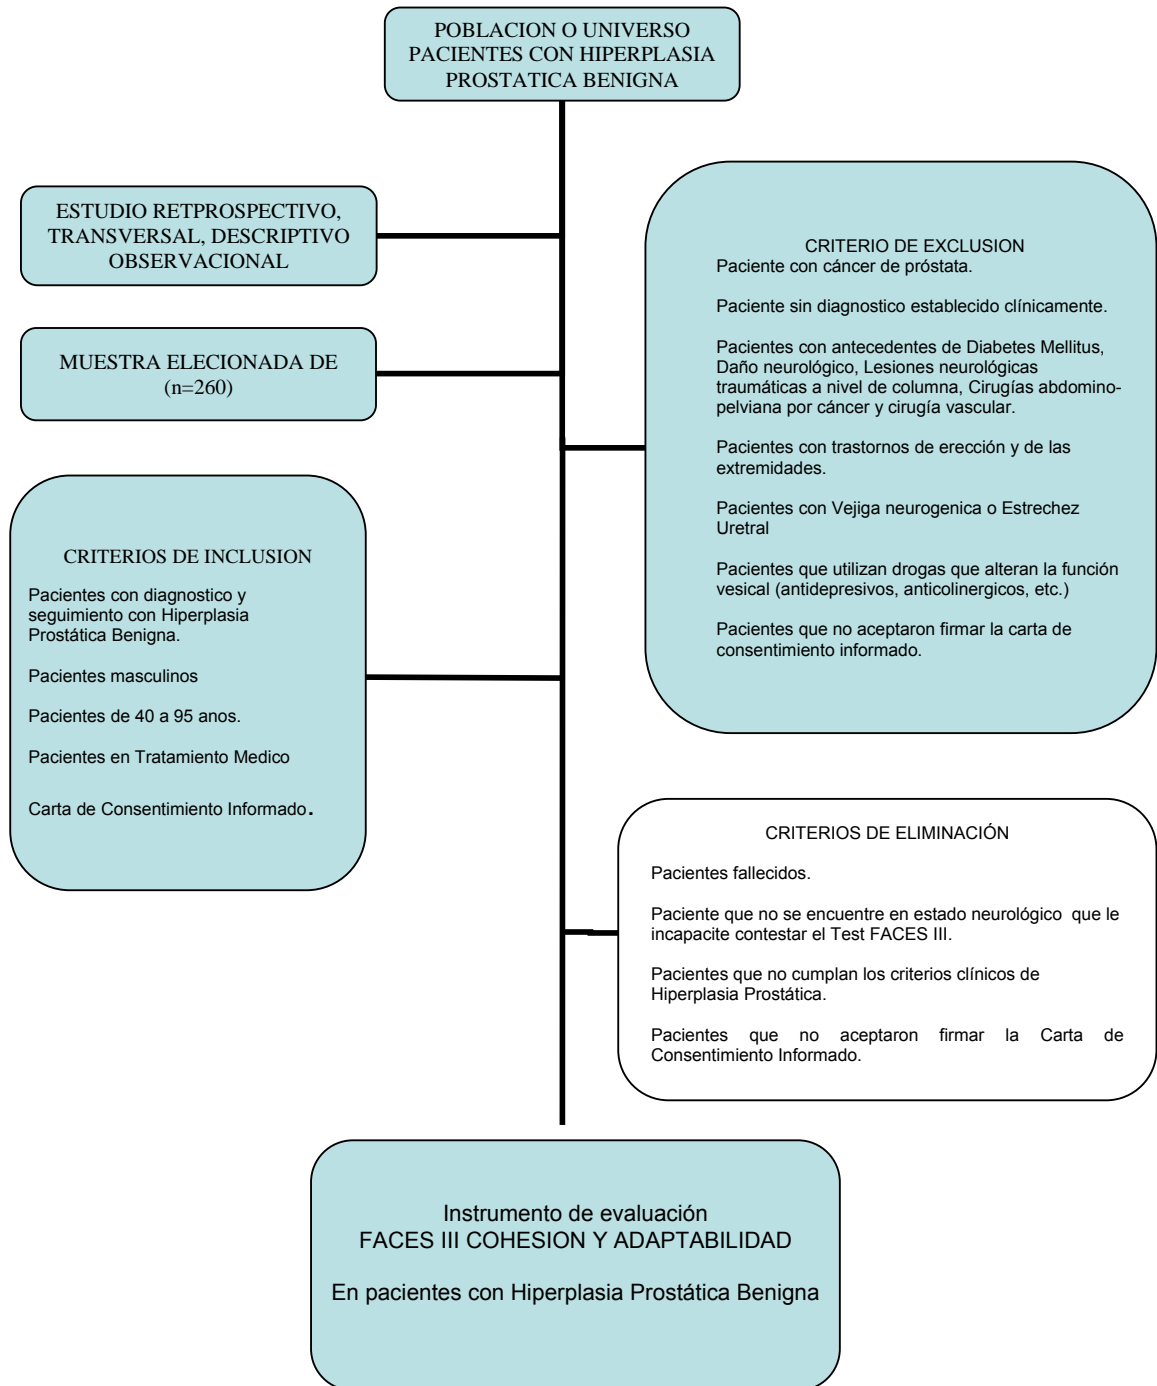 POBLACION O UNIVERSO
PACIENTES CON HIPERPLASIA
PROSTATICA BENIGNA
ESTUDIO RETPROSPECTIVO,
TRANSVERSAL, DESCRIPTIVO
OBSERVACIONAL
MUESTRA ELECIONADA DE
(n=260)
CRITERIO DE EXCLUSION
Paciente con cáncer de próstata.
Paciente sin diagnostico establecido clínicamente.
Pacientes con antecedentes de Diabetes Mellitus,
Daño neurológico, Lesiones neurológicas
traumáticas a nivel de columna, Cirugías abdomino-
pelviana por cáncer y cirugía vascular.
Pacientes con trastornos de erección y de las
extremidades.
Pacientes con Vejiga neurogenica o Estrechez
Uretral
Pacientes que utilizan drogas que alteran la función
vesical (antidepresivos, anticolinergicos, etc.)
Pacientes que no aceptaron firmar la carta de
consentimiento informado.
CRITERIOS DE INCLUSION
Pacientes con diagnostico y
seguimiento con Hiperplasia
Prostática Benigna.
Pacientes masculinos
Pacientes de 40 a 95 anos.
Pacientes en Tratamiento Medico
Carta de Consentimiento Informado.
CRITERIOS DE ELIMINACIÓN
Pacientes fallecidos.
Paciente que no se encuentre en estado neurológico que le
incapacite contestar el Test FACES III.
Pacientes que no cumplan los criterios clínicos de
Hiperplasia Prostática.
Pacientes que no aceptaron firmar la Carta de
Consentimiento Informado.
Instrumento de evaluación
FACES III COHESION Y ADAPTABILIDAD
En pacientes con Hiperplasia Prostática Benigna